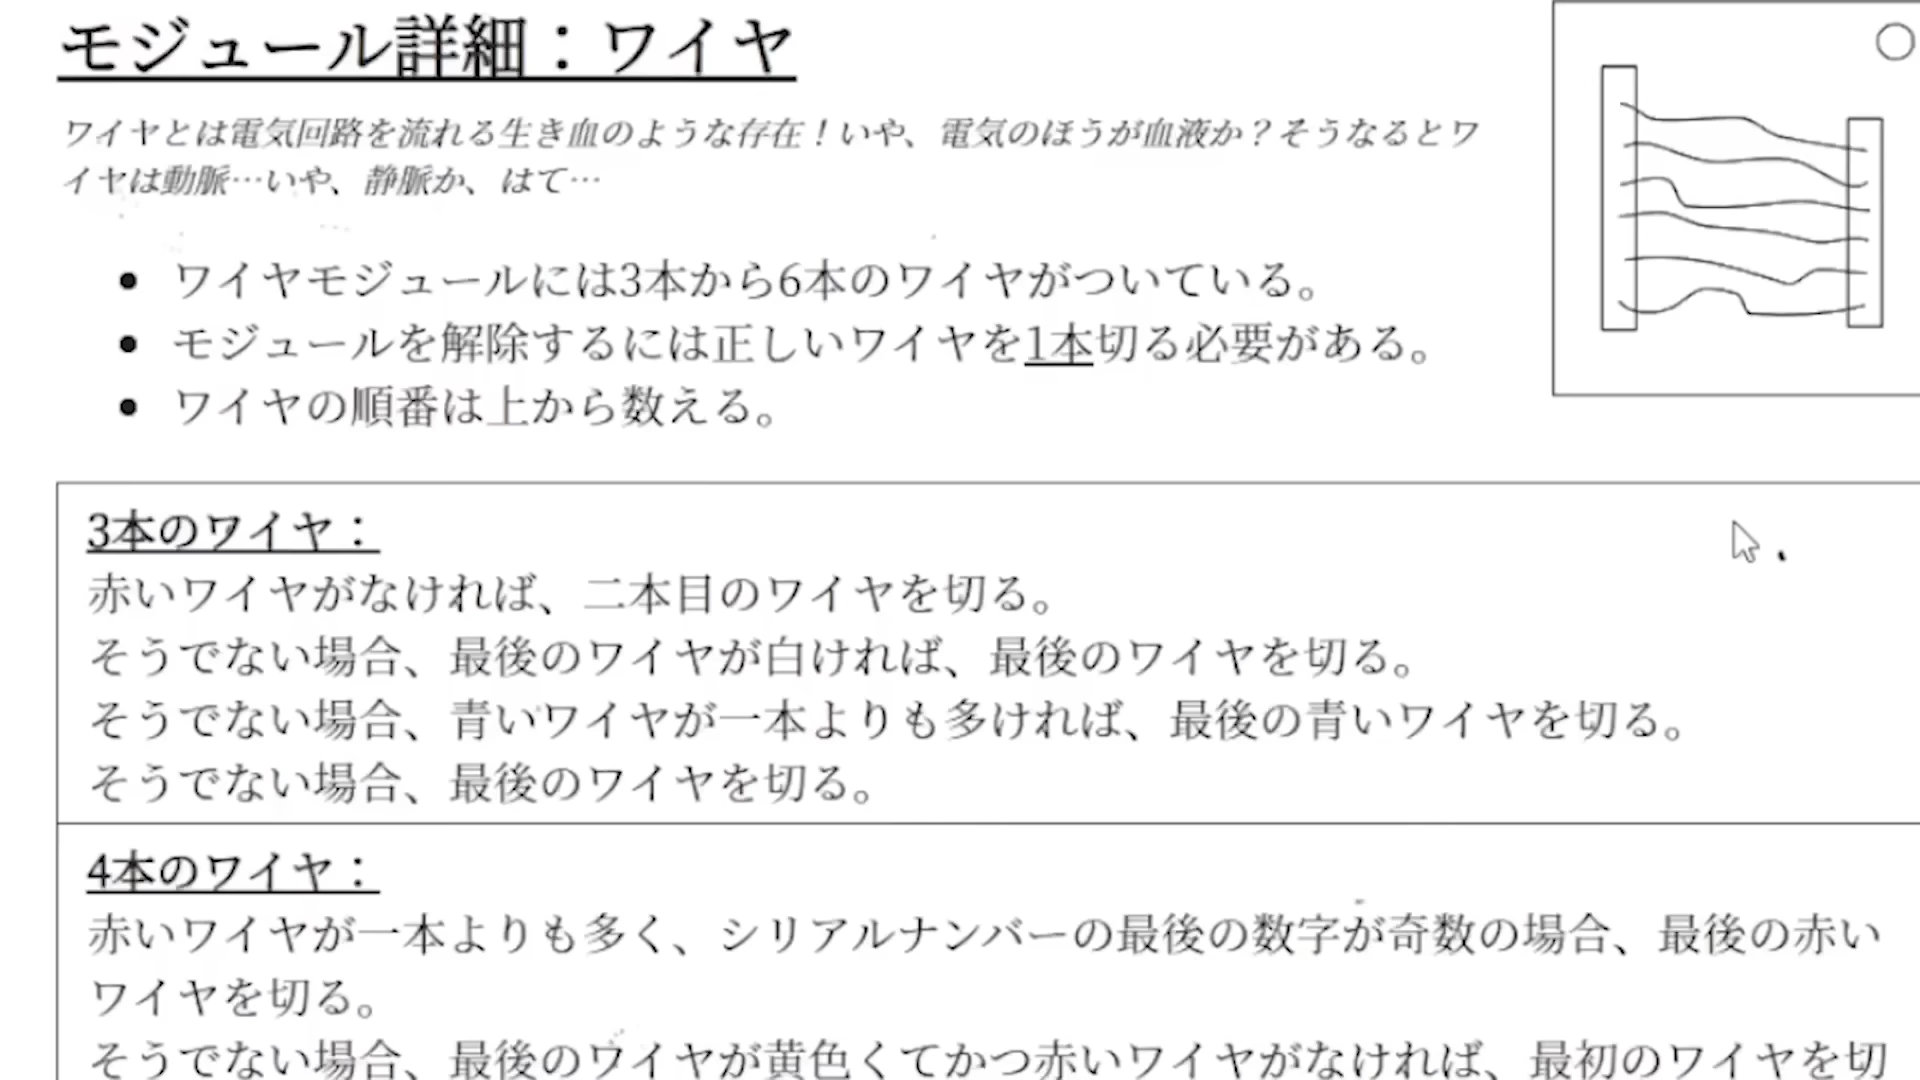 モジュール詳細：ワイヤ
ワイヤとは電気回路を流れる生き血のような存在！いや、電気のほうが血液か？そうなるとワ
イヤは動脈…いや、静脈か、はて…
• ワイヤモジュールには3本から6本のワイヤがついている。
• モジュールを解除するには正しいワイヤを1本切る必要がある。
• ワイヤの順番は上から数える。
3本のワイヤ：
赤いワイヤがなければ、二本目のワイヤを切る。
そうでない場合、最後のワイヤが白ければ、最後のワイヤを切る。
そうでない場合、青いワイヤが一本よりも多ければ、最後の青いワイヤを切る。
そうでない場合、最後のワイヤを切る。
4本のワイヤ：
赤いワイヤが一本よりも多く、シリアルナンバーの最後の数字が奇数の場合、最後の赤い
ワイヤを切る。
そうでない場合、最後のワイヤが黄色くてかつ赤いワイヤがなければ、最初のワイヤを切